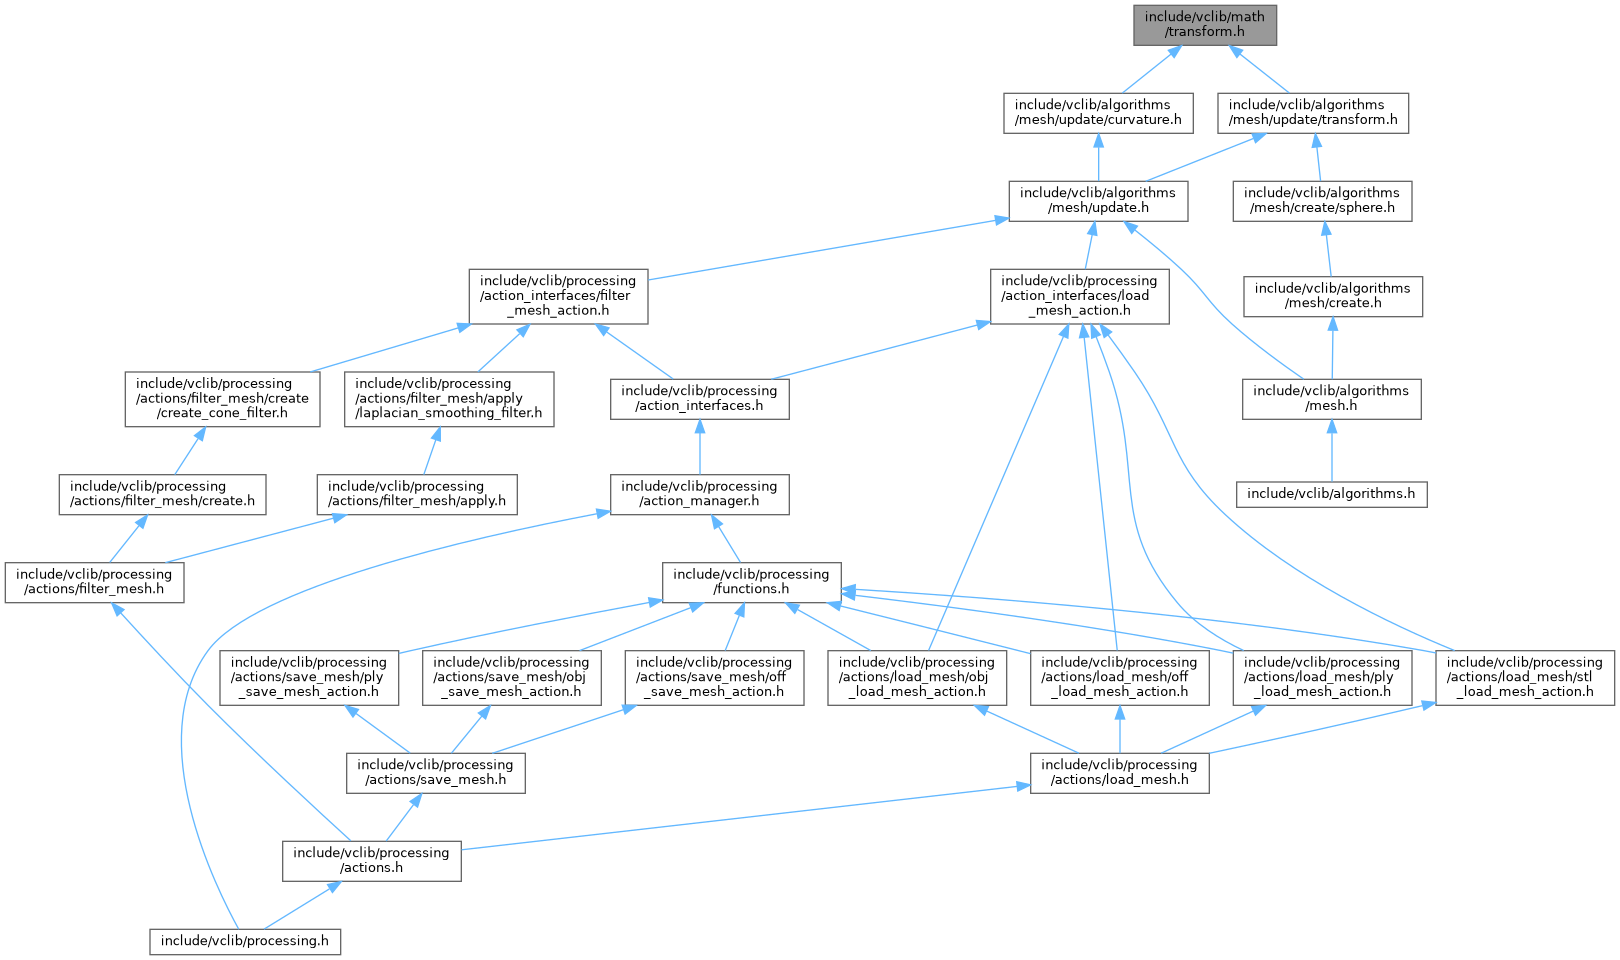 include/vclib/math
/transform.h
include/vclib/algorithms
/mesh/update/curvature.h
include/vclib/algorithms
/mesh/update/transform.h
include/vclib/algorithms
/mesh/update.h
include/vclib/algorithms
/mesh/create/sphere.h
include/vclib/processing
/action_interfaces/filter
_mesh_action.h
include/vclib/processing
/action_interfaces/load
_mesh_action.h
include/vclib/algorithms
/mesh/create.h
include/vclib/processing
/actions/filter_mesh/create
/create_cone_filter.h
include/vclib/processing
/actions/filter_mesh/apply
/laplacian_smoothing_filter.h
include/vclib/processing
/action_interfaces.h
include/vclib/algorithms
/mesh.h
include/vclib/processing
/actions/filter_mesh/create.h
include/vclib/processing
/actions/filter_mesh/apply.h
include/vclib/processing
/action_manager.h
include/vclib/algorithms.h
include/vclib/processing
/actions/filter_mesh.h
include/vclib/processing
/functions.h
include/vclib/processing
/actions/save_mesh/ply
_save_mesh_action.h
include/vclib/processing
/actions/save_mesh/obj
_save_mesh_action.h
include/vclib/processing
/actions/save_mesh/off
_save_mesh_action.h
include/vclib/processing
/actions/load_mesh/obj
_load_mesh_action.h
include/vclib/processing
/actions/load_mesh/off
_load_mesh_action.h
include/vclib/processing
/actions/load_mesh/ply
_load_mesh_action.h
include/vclib/processing
/actions/load_mesh/stl
_load_mesh_action.h
include/vclib/processing
/actions/save_mesh.h
include/vclib/processing
/actions/load_mesh.h
include/vclib/processing
/actions.h
include/vclib/processing.h